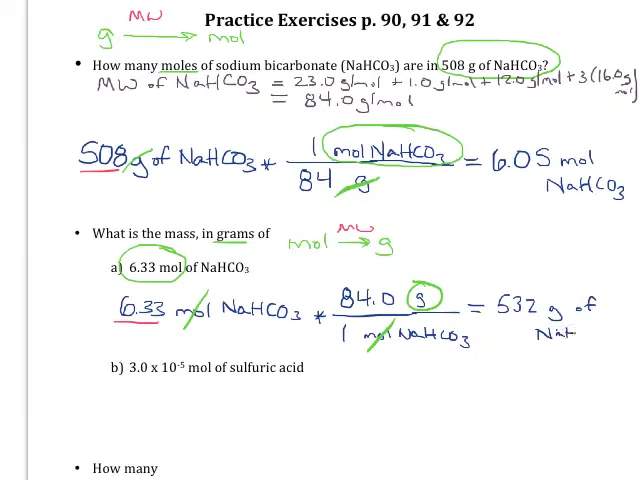 Practice Exercises p. 90, 91 & 92
MW
g → mol
• How many moles of sodium bicarbonate (NaHCO3) are in 508 g of NaHCO3?
MW of NaHCO3 = 23.0 g/mol + 1.0 g/mol + 12.0 g/mol + 3(16.0 g/mol)
= 84.0 g/mol
508 g of NaHCO3 * 1 mol NaHCO3 / 84 g = 6.05 mol NaHCO3
• What is the mass, in grams of
MW
mol → g
a) 6.33 mol of NaHCO3
6.33 mol NaHCO3 * 84.0 g / 1 mol NaHCO3 = 532 g of
b) 3.0 x 10⁻⁵ mol of sulfuric acid
• How many